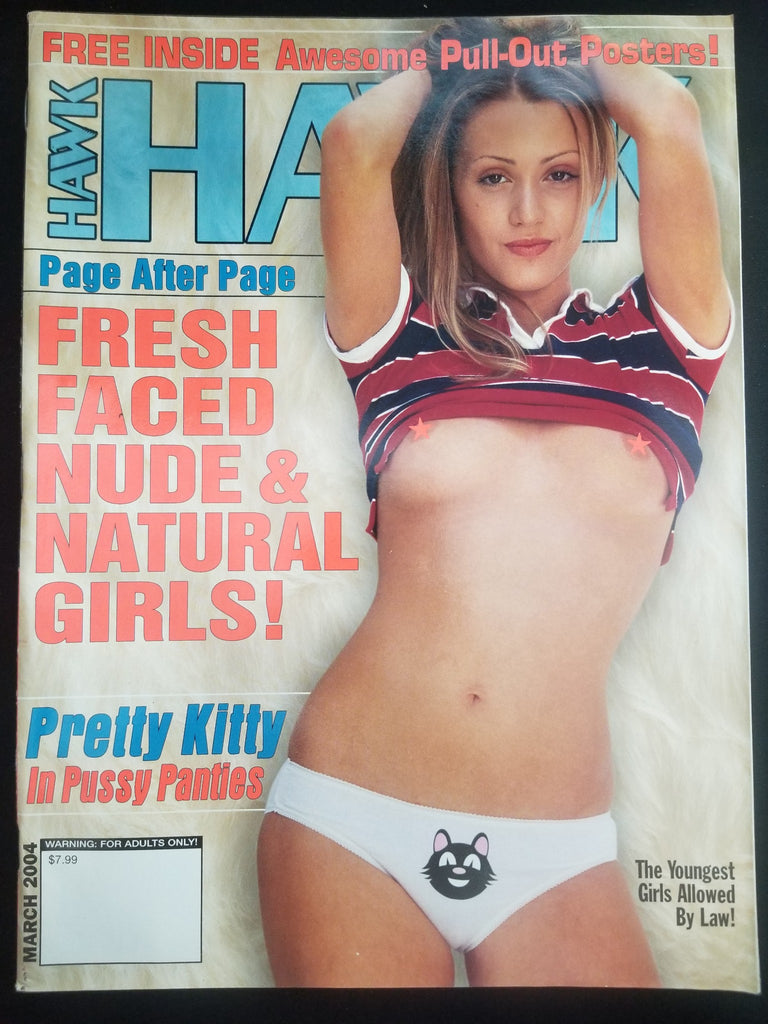 FREE INSIDE Awesome Pull-Out Posters!
HAWK
HAWK
Page After Page
FRESH
FACED
NUDE &
NATURAL
GIRLS!
Pretty Kitty
In Pussy Panties
WARNING: FOR ADULTS ONLY!
$7.99
MARCH 2004
The Youngest
Girls Allowed
By Law!